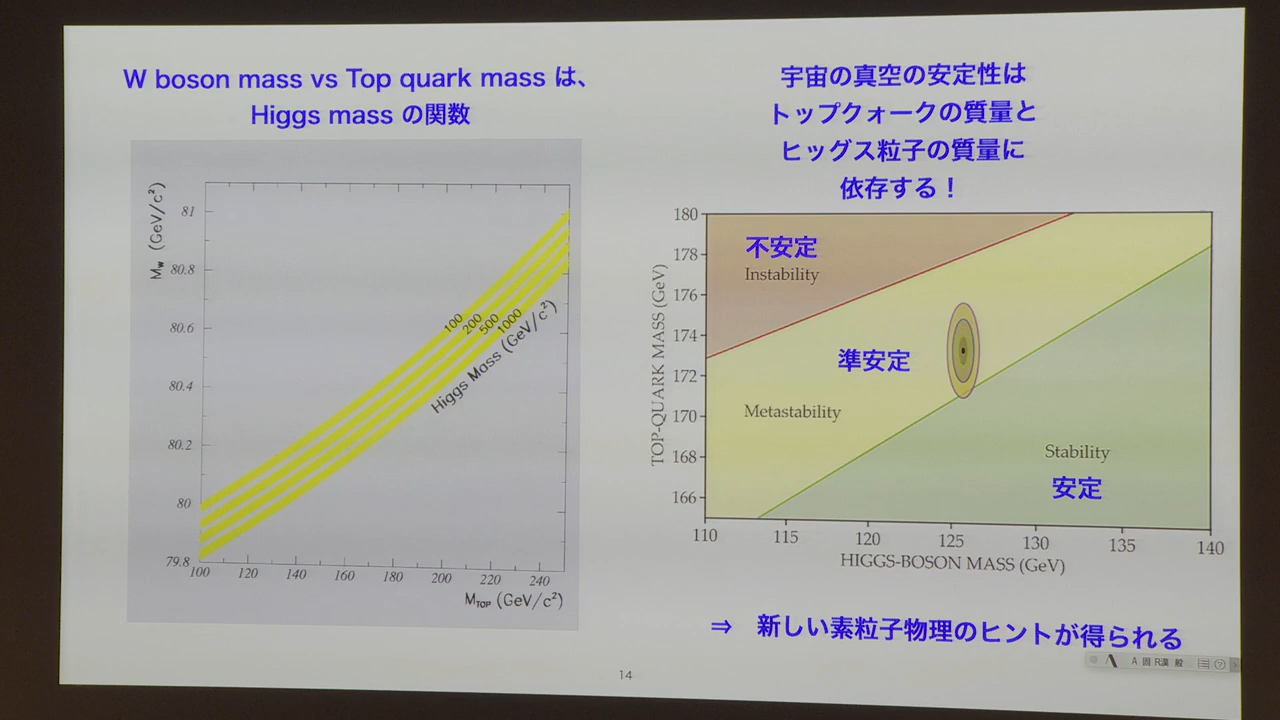 W boson mass vs Top quark mass は、
Higgs mass の関数
M_W (GeV/c²)
81
80.8
80.6
80.4
80.2
80
79.8
100
200
500
1000
Higgs Mass (GeV/c²)
100 120 140 160 180 200 220 240
M_TOP (GeV/c²)
宇宙の真空の安定性は
トップクォークの質量と
ヒッグス粒子の質量に
依存する！
TOP-QUARK MASS (GeV)
180
178
176
174
172
170
168
166
不安定
Instability
準安定
Metastability
Stability
安定
110 115 120 125 130 135 140
HIGGS-BOSON MASS (GeV)
⇒ 新しい素粒子物理のヒントが得られる
14